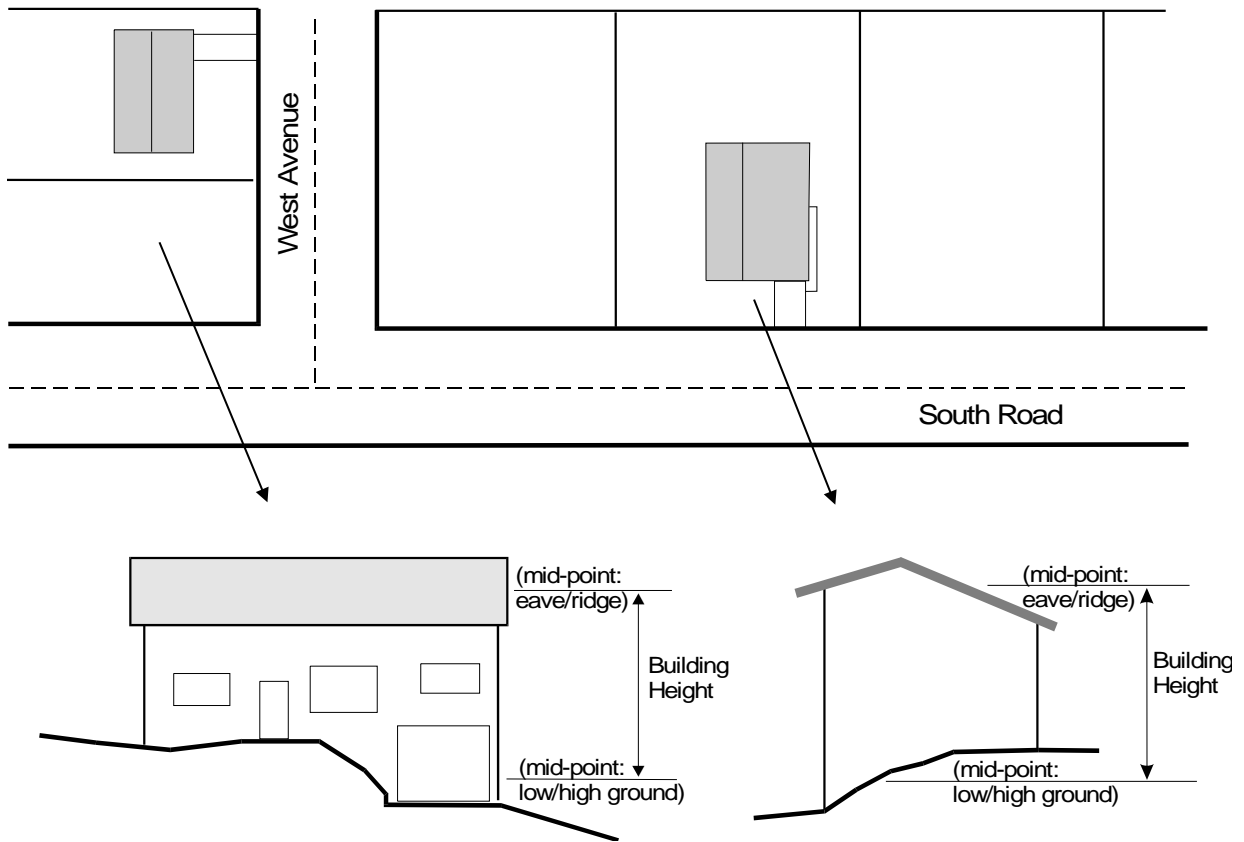 West Avenue
South Road
(mid-point:
eave/ridge)
Building
Height
(mid-point:
low/high ground)
(mid-point:
eave/ridge)
Building
Height
(mid-point:
low/high ground)